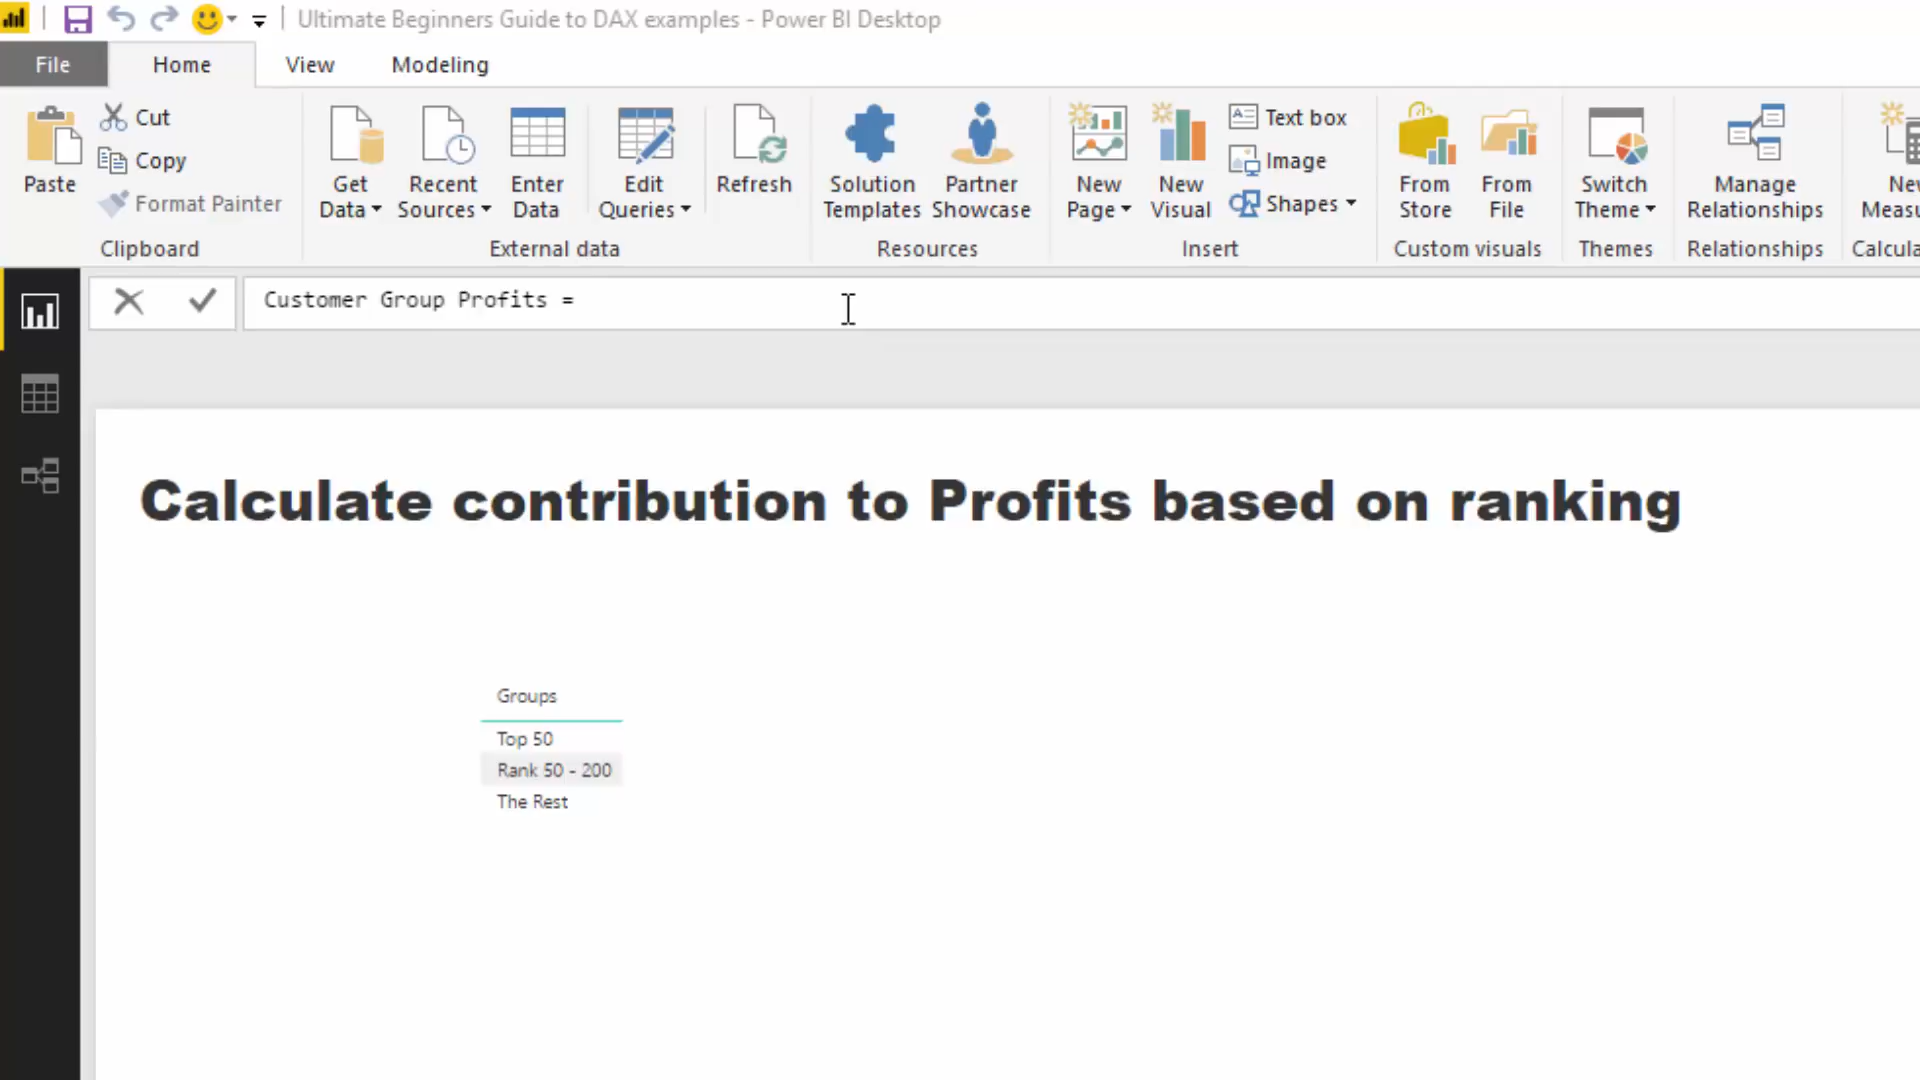 Ultimate Beginners Guide to DAX examples - Power BI Desktop
File Home View Modeling
Paste
Cut
Copy
Format Painter
Clipboard
Get Data
Recent Sources
Enter Data
Edit Queries
Refresh
External data
Solution Templates
Partner Showcase
Resources
New Page
New Visual
Text box
Image
Shapes
Insert
From Store
From File
Custom visuals
Switch Theme
Themes
Manage Relationships
Relationships
Customer Group Profits =
Calculate contribution to Profits based on ranking
Groups
Top 50
Rank 50 - 200
The Rest